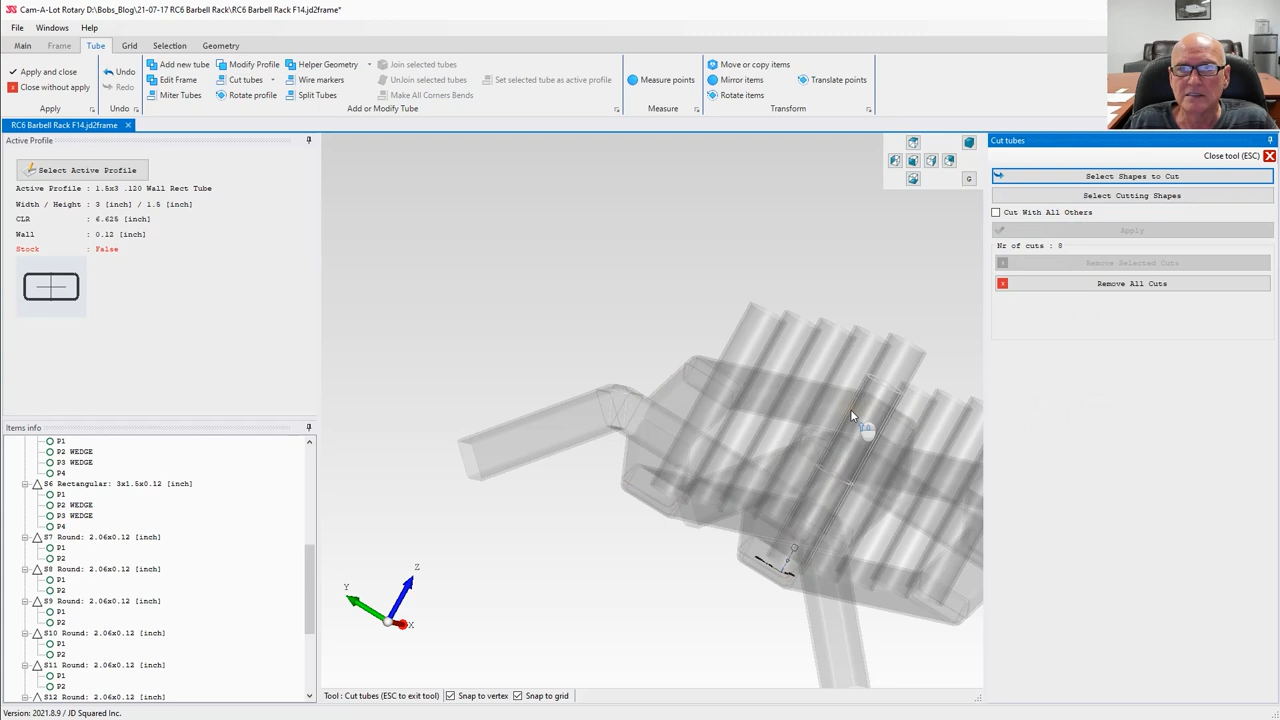 Cam-A-Lot Rotary D:\Bobs_Blog\21-07-17 RC6 Barbell Rack\RC6 Barbell Rack F14.jd2frame*
File Windows Help
Main Frame Tube Grid Selection Geometry
Apply and close
Close without apply
Apply
Undo
Redo
Undo
Add new tube Modify Profile Helper Geometry Join selected tubes
Edit Frame Cut tubes Wire markers UnJoin selected tubes Set selected tube as active profile
Miter Tubes Rotate profile Split Tubes Make All Corners Bends
Add or Modify Tube
Measure points
Measure
Move or copy items
Mirror items Translate points
Rotate items
Transform
RC6 Barbell Rack F14.jd2frame
Active Profile
Select Active Profile
Active Profile : 1.5x3 .120 Wall Rect Tube
Width / Height : 3 [inch] / 1.5 [inch]
CLR : 6.625 [inch]
Wall : 0.12 [inch]
Stock : False
Items info
P1
P2 WEDGE
P3 WEDGE
P4
S6 Rectangular: 3x1.5x0.12 [inch]
P1
P2 WEDGE
P3 WEDGE
P4
S7 Round: 2.06x0.12 [inch]
P1
P2
S8 Round: 2.06x0.12 [inch]
P1
P2
S9 Round: 2.06x0.12 [inch]
P1
P2
S10 Round: 2.06x0.12 [inch]
P1
P2
S11 Round: 2.06x0.12 [inch]
P1
P2
S12 Round: 2.06x0.12 [inch]
G
Z
Y
X
Tool : Cut tubes (ESC to exit tool) Snap to vertex Snap to grid
Cut tubes
Close tool (ESC)
Select Shapes to Cut
Select Cutting Shapes
Cut With All Others
Apply
Nr of cuts : 8
Remove Selected Cuts
Remove All Cuts
Version: 2021.8.9 / JD Squared Inc.